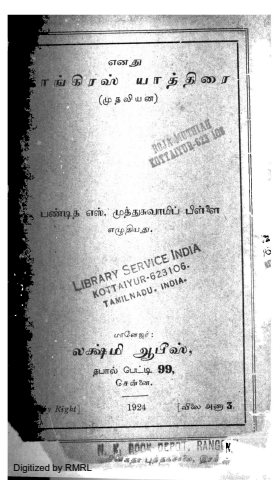 எனது
காங்கிரஸ் யாத்திரை
(முதலியன)
ROJA MUTHIAH
KOTTAIYUR-623 106
பண்டித எஸ். முத்துசுவாமிப் பிள்ளை
எழுதியது.
LIBRARY SERVICE INDIA
KOTTAIYUR-623106.
TAMILNADU, INDIA.
மானேஜர்:
லக்ஷ்மி ஆபீஸ்,
தபால் பெட்டி 99,
சென்னை.
Right] 1924 [விலை அணா 3.
N. K. BOOK DEPOT,
புத்தகசாலை,
Digitized by RMRL